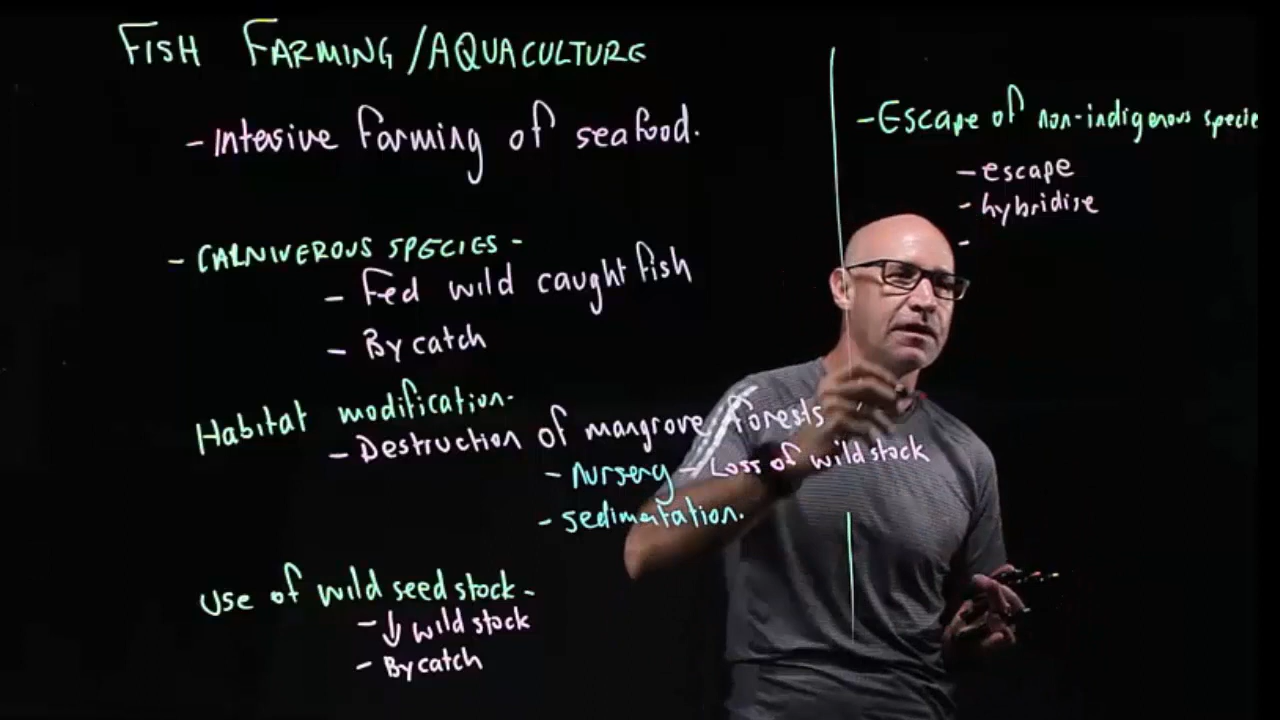 FISH FARMING/AQUACULTURE
- Intensive farming of seafood.
- CARNIVEROUS SPECIES -
- Fed wild caught fish
- By catch
Habitat modification.
- Destruction of mangrove forests
- Nursery - Loss of wild stock
- sedimentation.
Use of wild seed stock -
- ↓ wild stock
- By catch
- Escape of non-indigenous specie
- escape
- hybridise
-